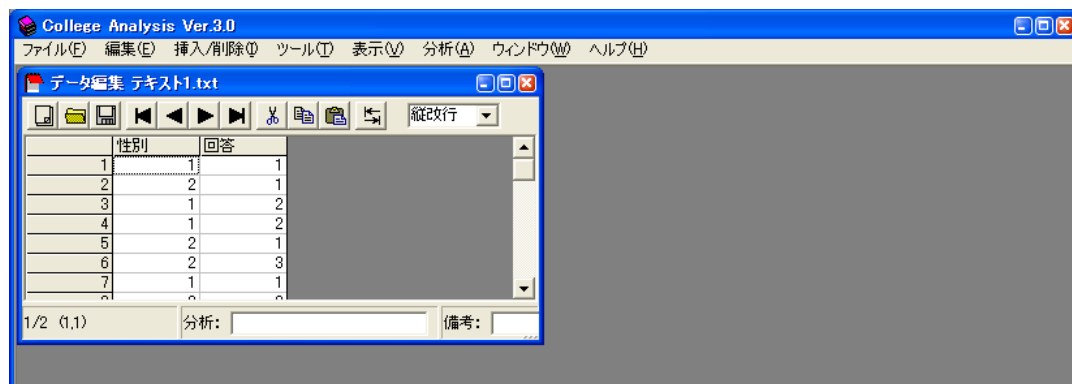 College Analysis Ver.3.0
ファイル(F) 編集(E) 挿入/削除(I) ツール(T) 表示(V) 分析(A) ウィンドウ(W) ヘルプ(H)
データ編集 テキスト1.txt
縦改行
性別 回答
1 1 1
2 2 1
3 1 2
4 1 2
5 2 1
6 2 3
7 1 1
1/2 (1,1) 分析: 備考: